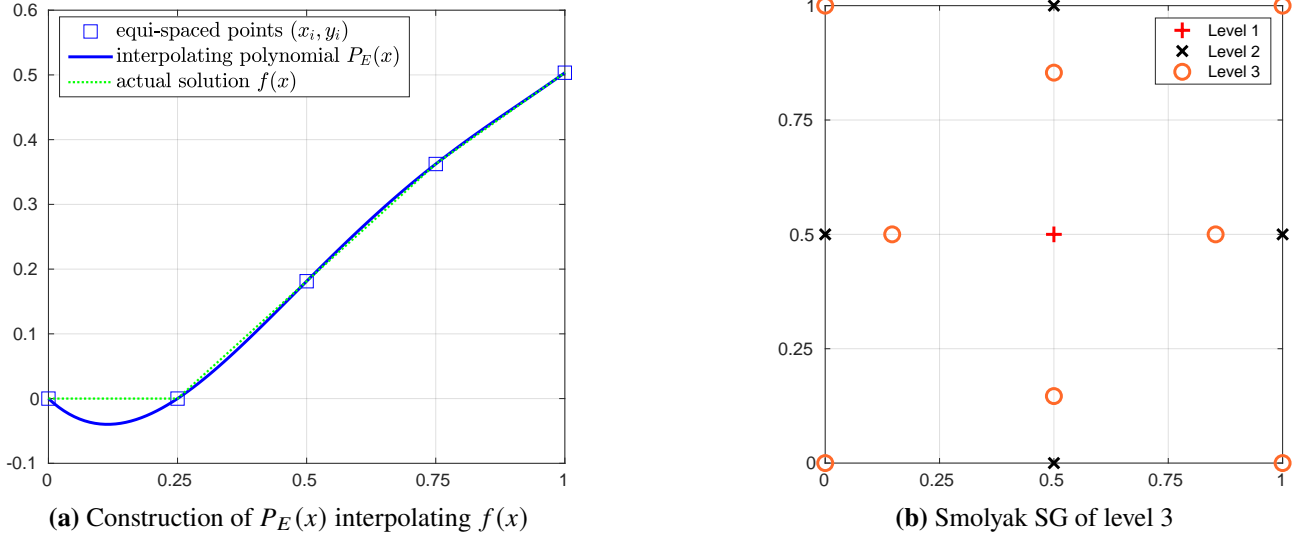 0.6
0.5
0.4
0.3
0.2
0.1
0
-0.1
0 0.25 0.5 0.75 1
equi-spaced points (x_i, y_i)
interpolating polynomial P_E(x)
actual solution f(x)
(a) Construction of P_E(x) interpolating f(x)
1
0.75
0.5
0.25
0
0 0.25 0.5 0.75 1
Level 1
Level 2
Level 3
(b) Smolyak SG of level 3